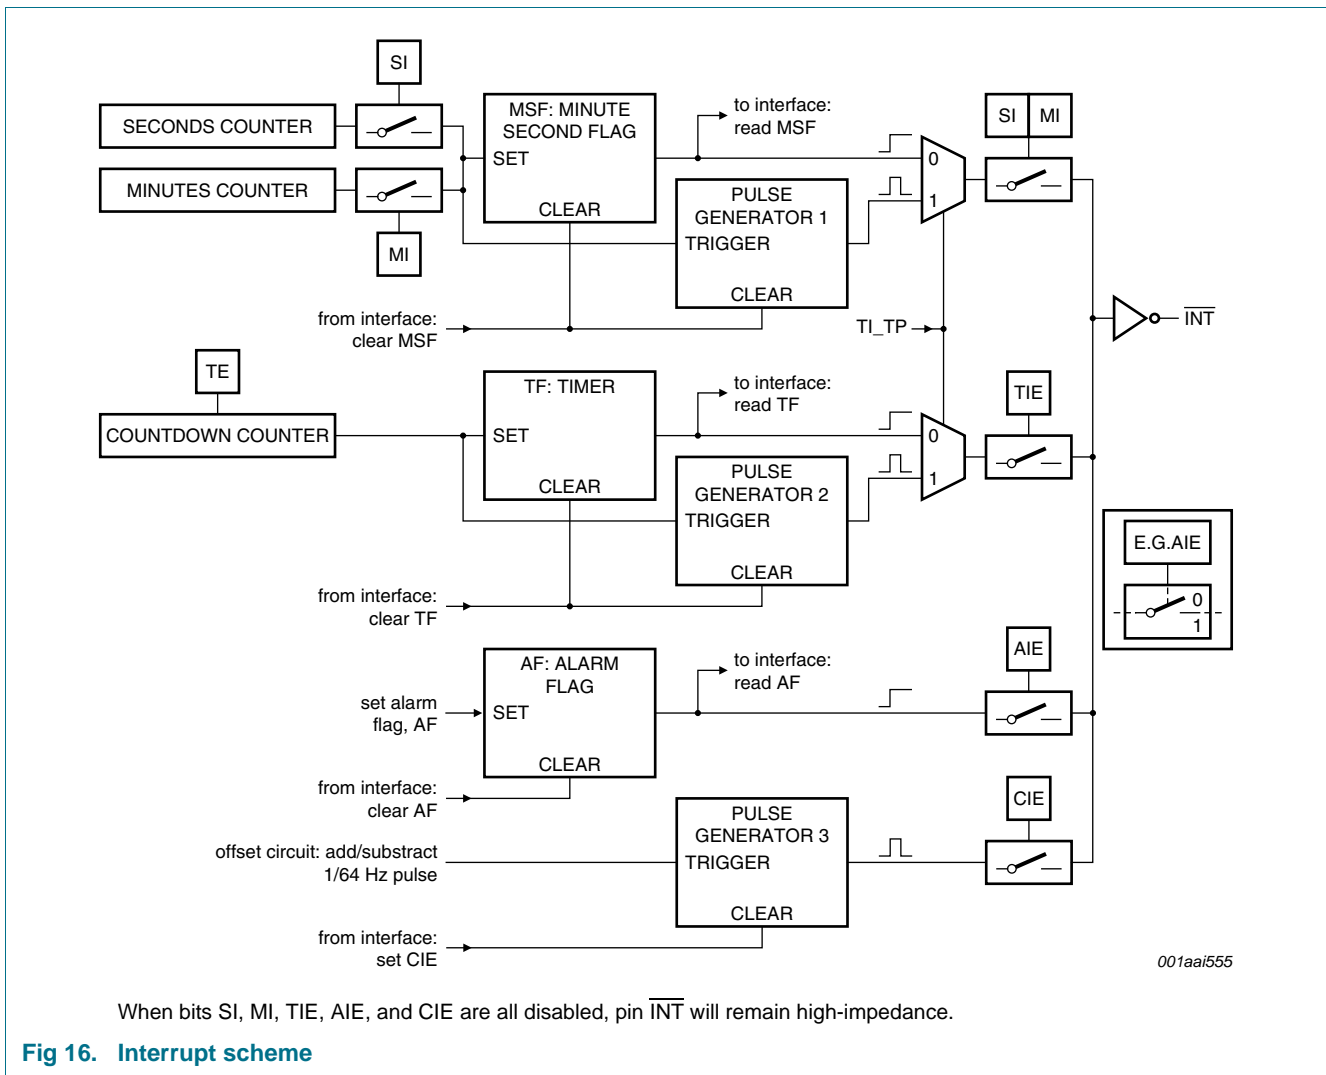 SI
SECONDS COUNTER
MINUTES COUNTER
MI
MSF: MINUTE
SECOND FLAG
SET
CLEAR
to interface:
read MSF
PULSE
GENERATOR 1
TRIGGER
CLEAR
0
1
SI MI
from interface:
clear MSF
TI_TP
INT
TE
COUNTDOWN COUNTER
TF: TIMER
SET
CLEAR
to interface:
read TF
PULSE
GENERATOR 2
TRIGGER
CLEAR
0
1
TIE
from interface:
clear TF
E.G.AIE
0
1
AF: ALARM
FLAG
SET
CLEAR
to interface:
read AF
AIE
set alarm
flag, AF
from interface:
clear AF
PULSE
GENERATOR 3
TRIGGER
CLEAR
CIE
offset circuit: add/substract
1/64 Hz pulse
from interface:
set CIE
001aai555
When bits SI, MI, TIE, AIE, and CIE are all disabled, pin INT will remain high-impedance.
Fig 16. Interrupt scheme